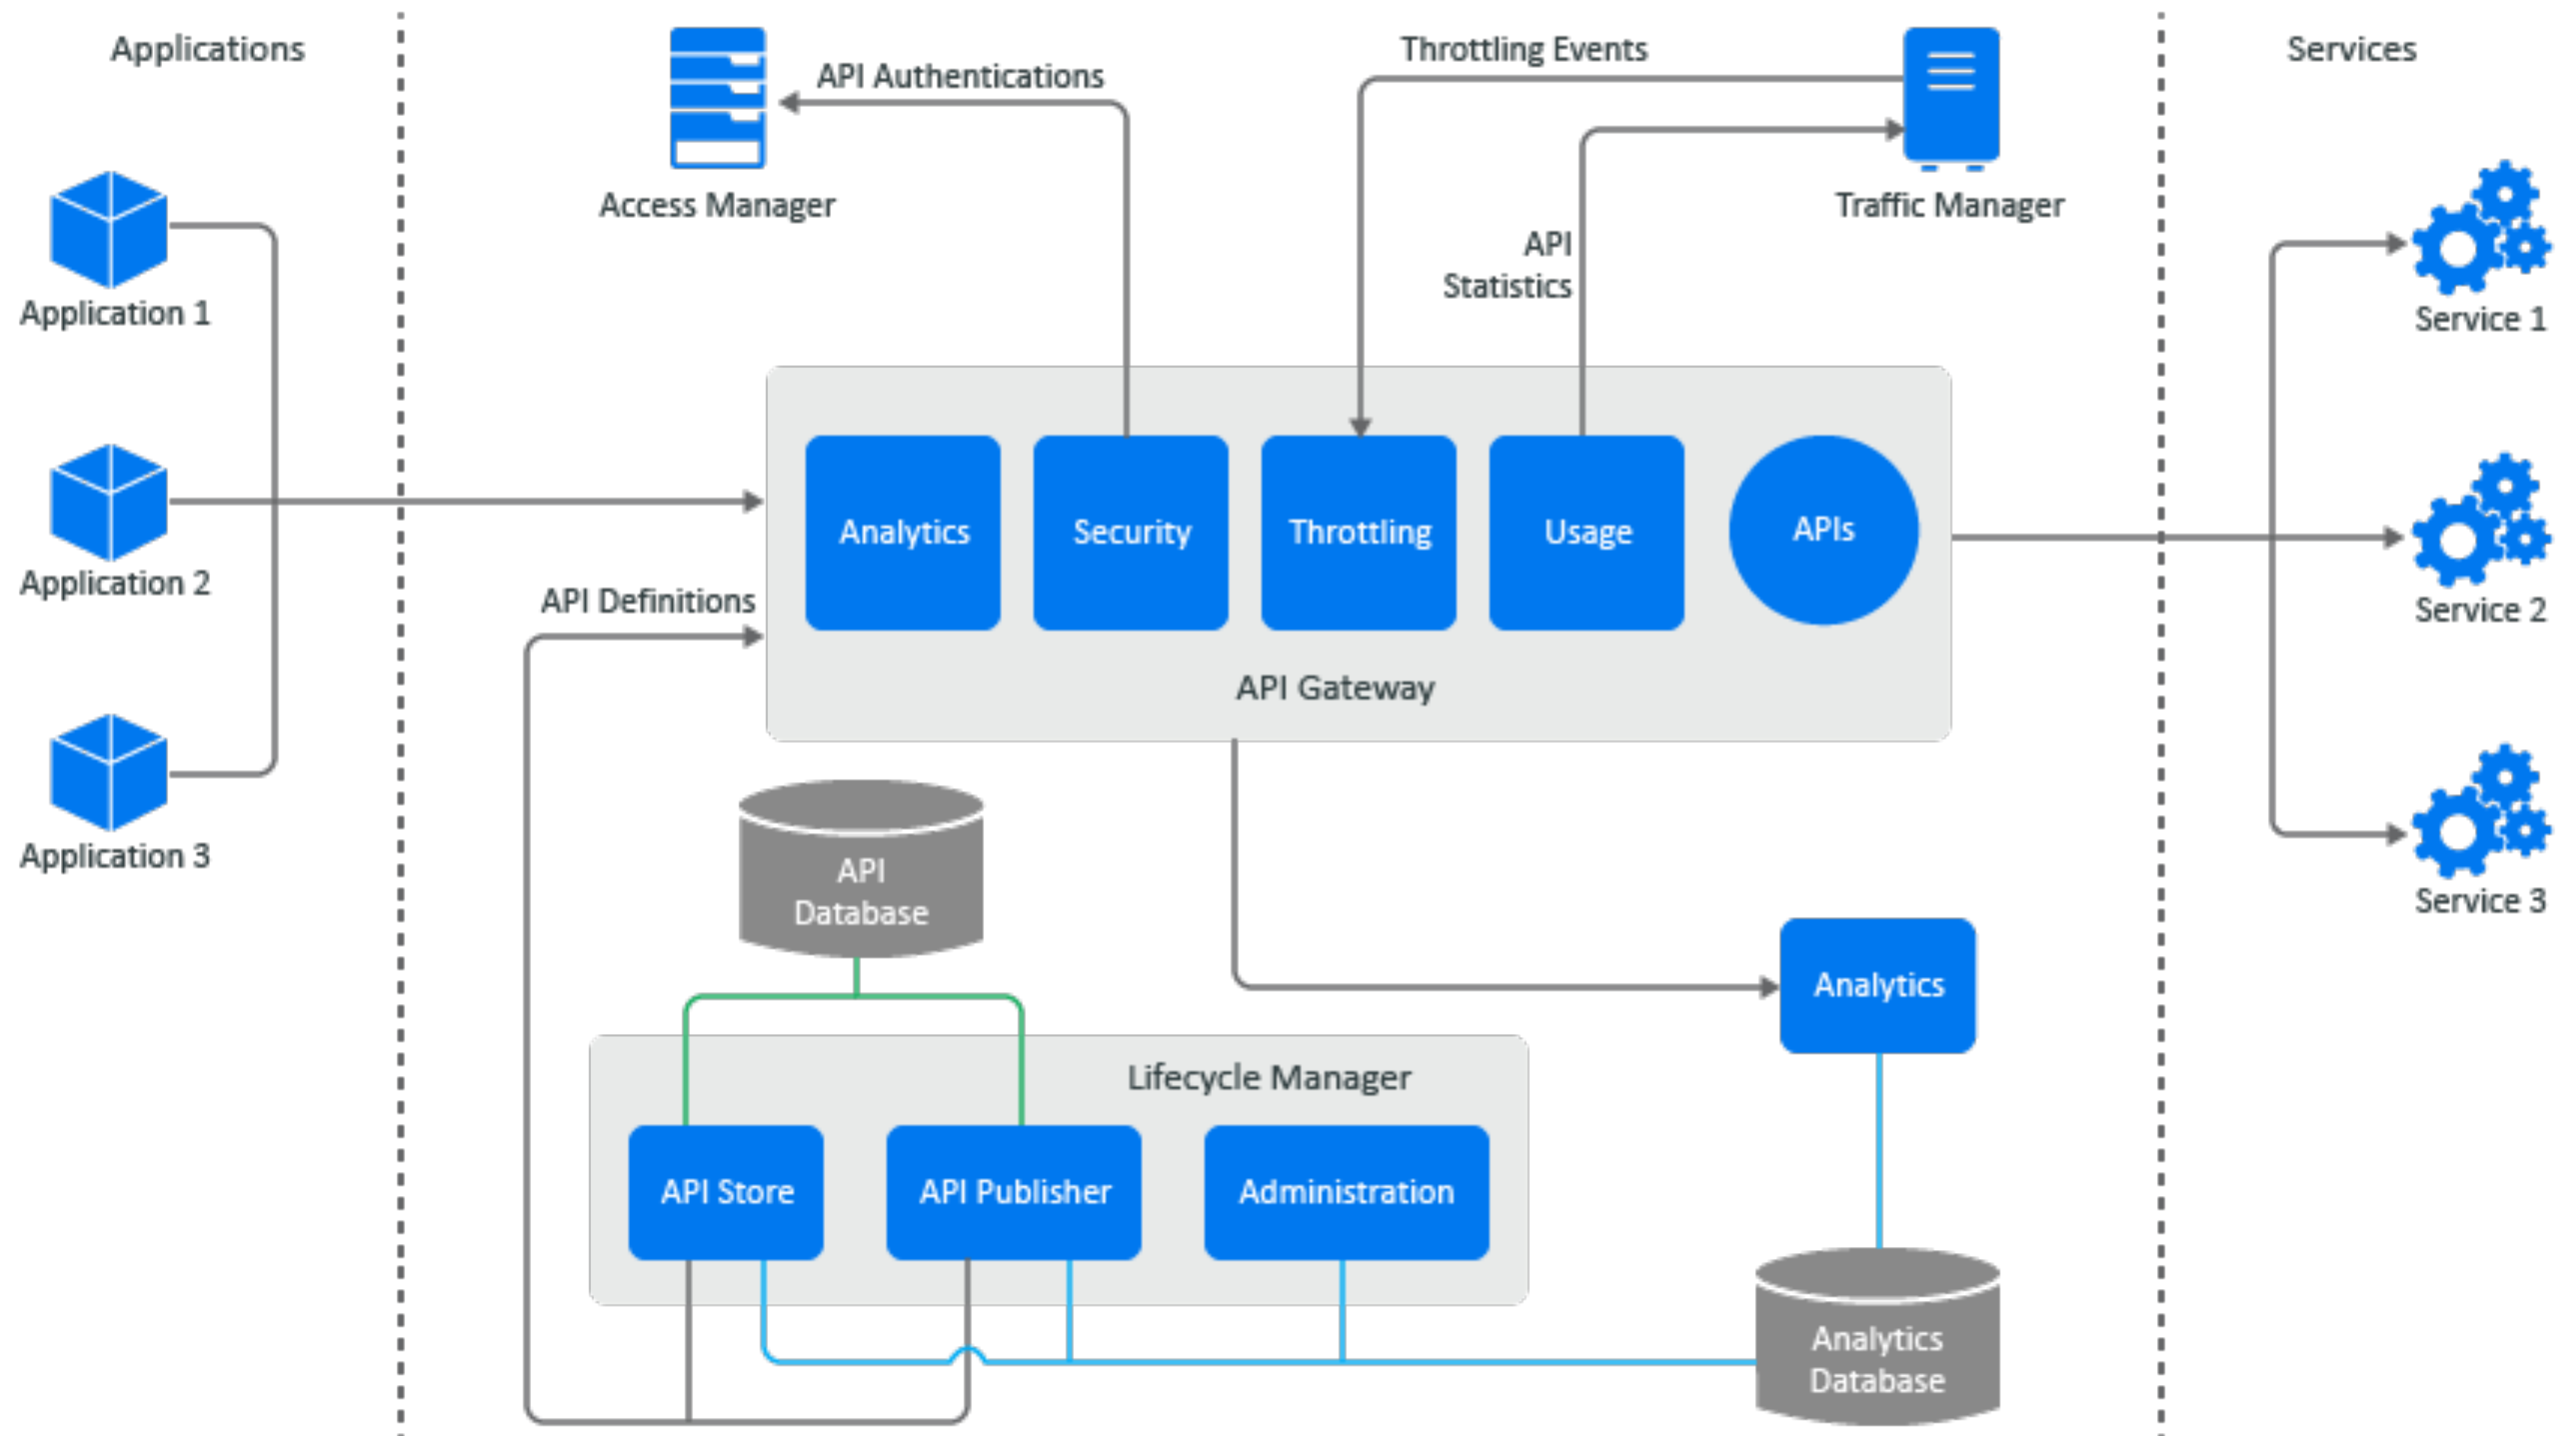 Applications
Throttling Events
Services
API Authentications
Access Manager
Traffic Manager
API
Statistics
Application 1
Service 1
Analytics
Security
Throttling
Usage
APIs
Application 2
API Definitions
Service 2
API Gateway
Application 3
API
Database
Service 3
Analytics
Lifecycle Manager
API Store
API Publisher
Administration
Analytics
Database